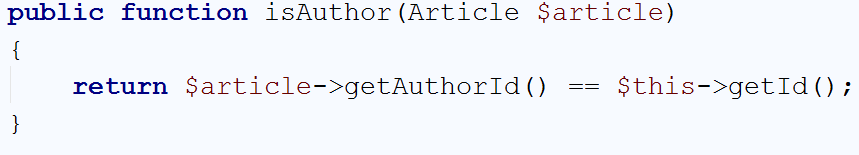 public function isAuthor(Article $article)
{
    return $article->getAuthorId() == $this->getId();
}